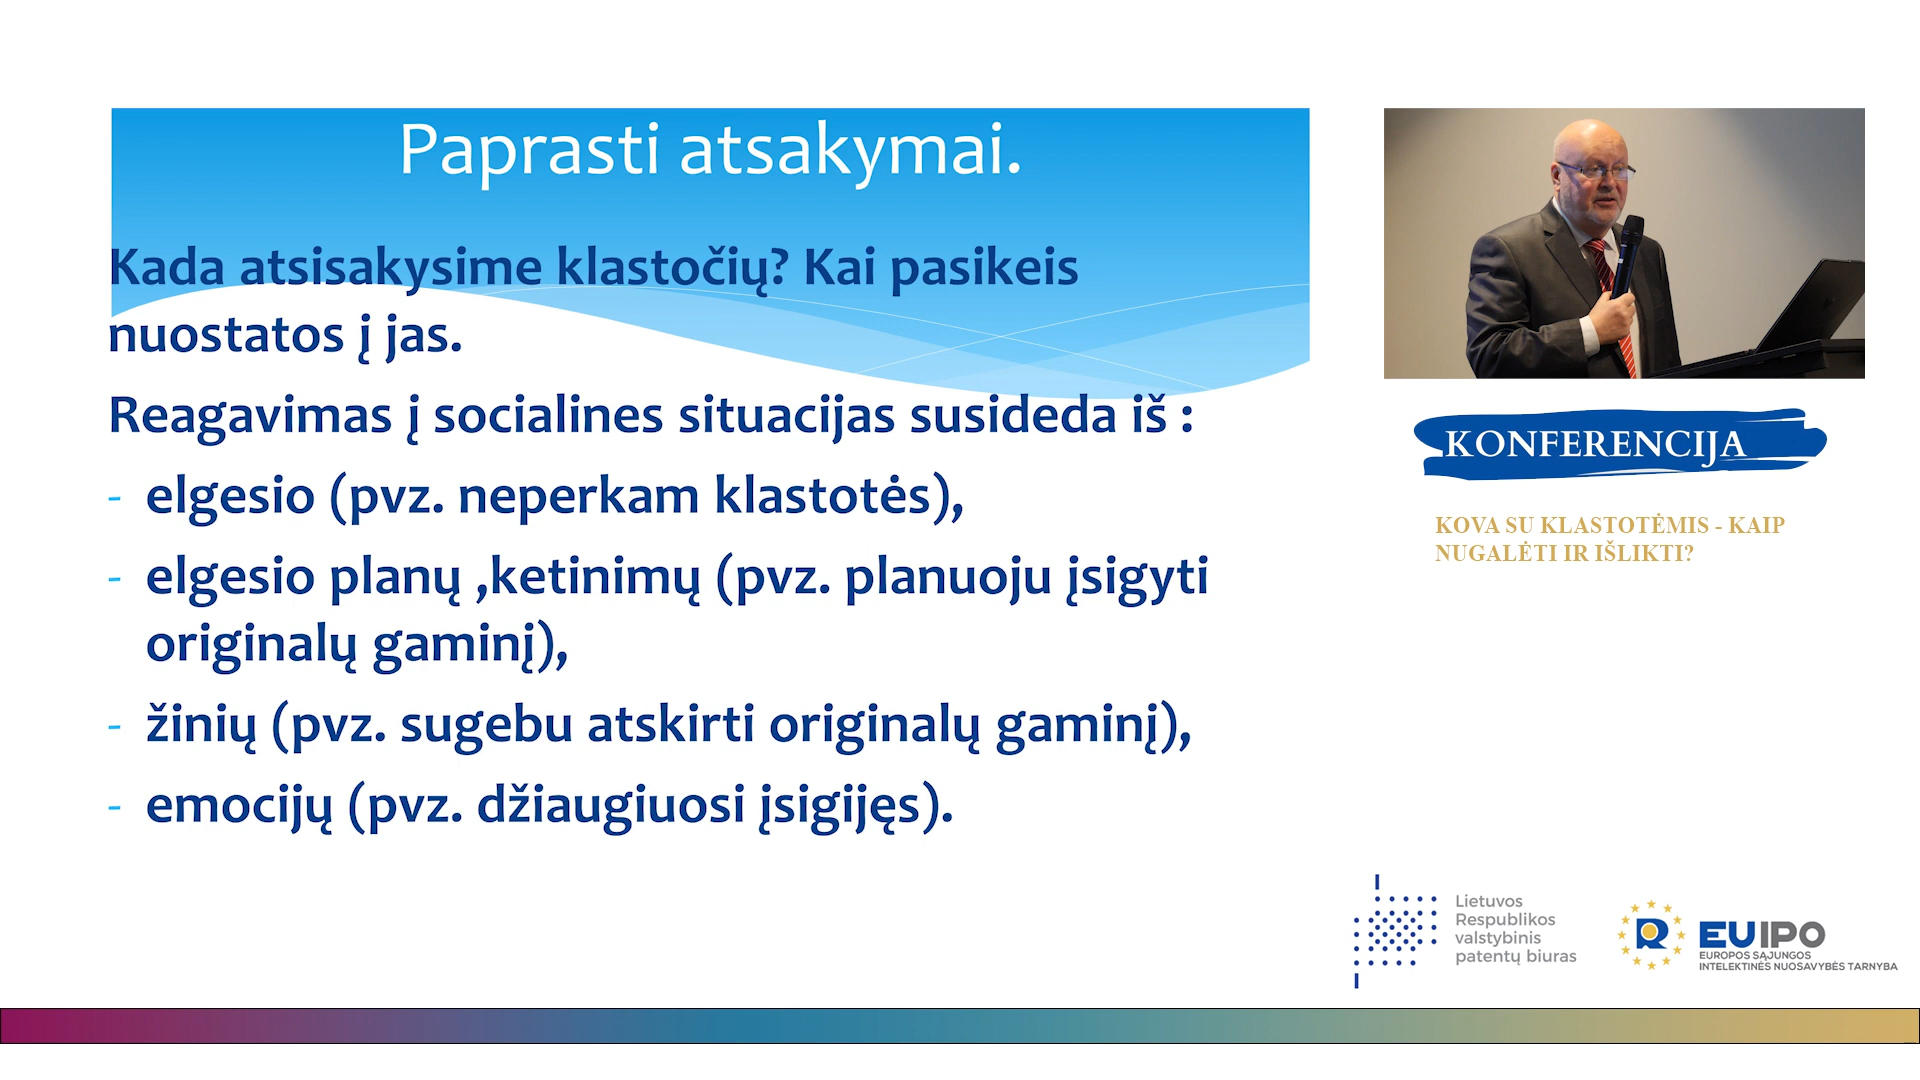 Paprasti atsakymai.
Kada atsisakysime klastočių? Kai pasikeis
nuostatos į jas.
Reagavimas į socialines situacijas susideda iš :
- elgesio (pvz. neperkam klastotės),
- elgesio planų ,ketinimų (pvz. planuoju įsigyti
originalų gaminį),
- žinių (pvz. sugebu atskirti originalų gaminį),
- emocijų (pvz. džiaugiuosi įsigijęs).
KONFERENCIJA
KOVA SU KLASTOTĖMIS - KAIP
NUGALĖTI IR IŠLIKTI?
Lietuvos
Respublikos
valstybinis
patentų biuras
EUIPO
EUROPOS SĄJUNGOS
INTELEKTINĖS NUOSAVYBĖS TARNYBA